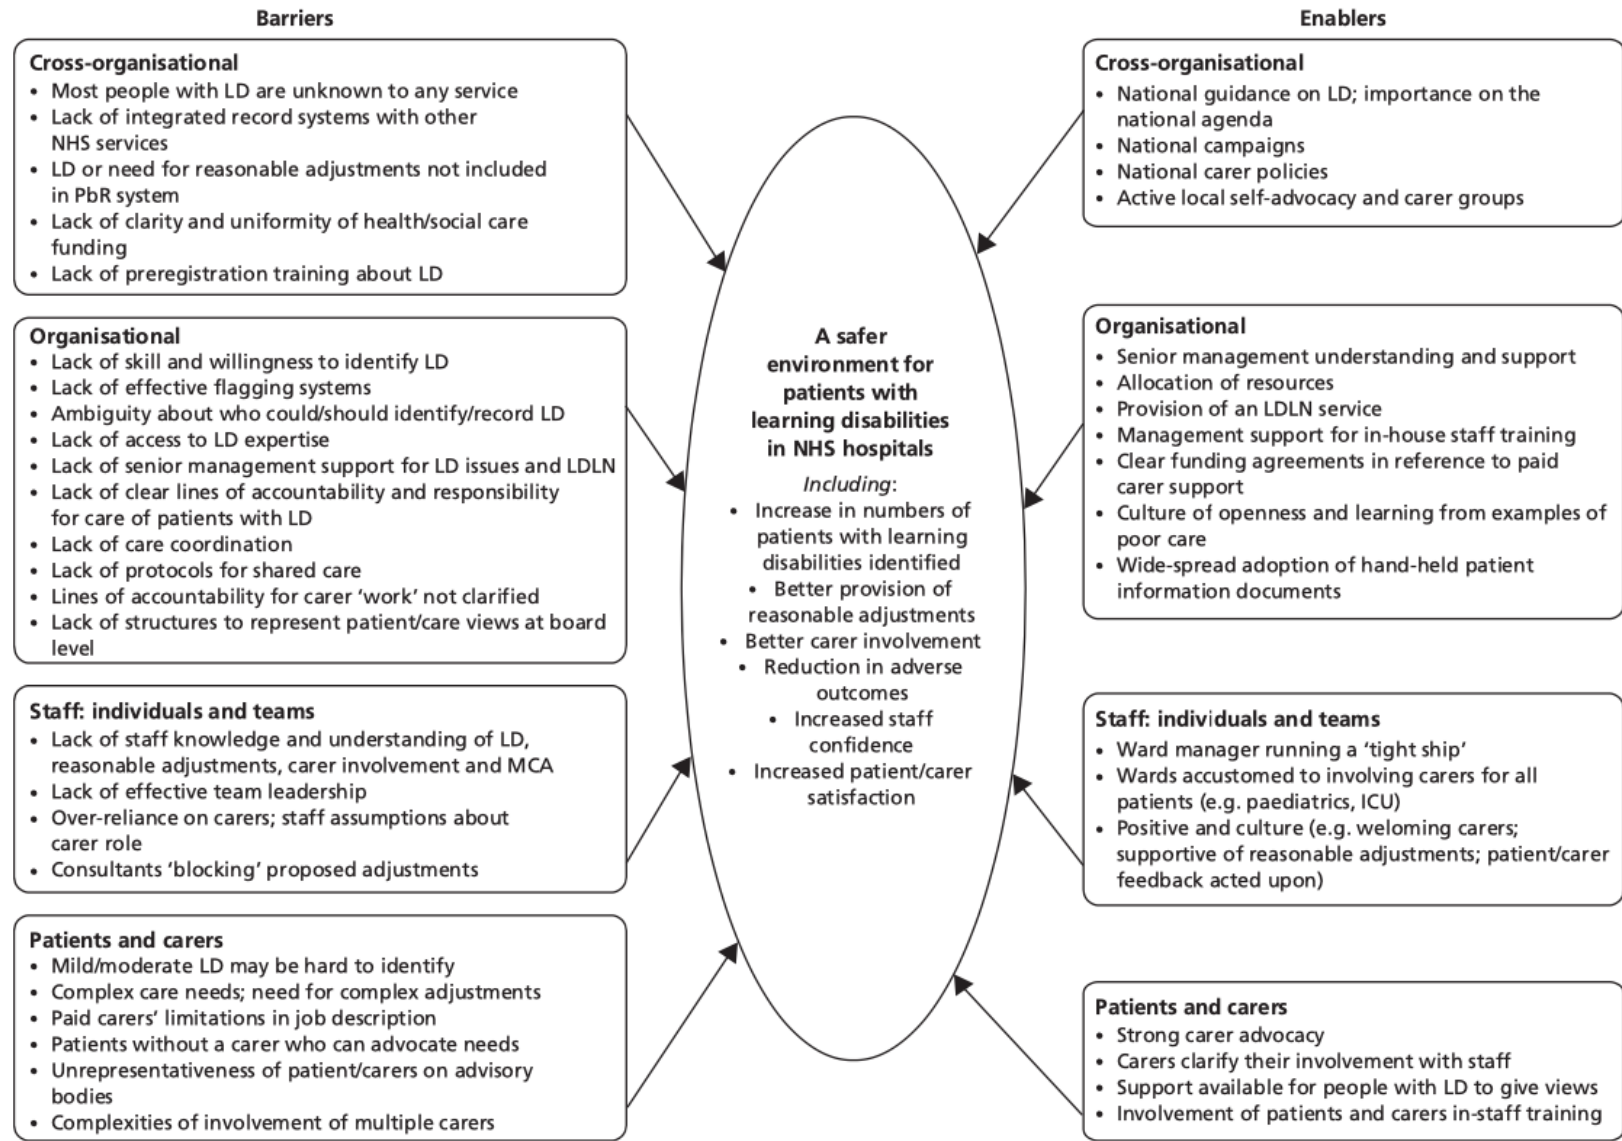 Barriers
Cross-organisational
• Most people with LD are unknown to any service
• Lack of integrated record systems with other
NHS services
• LD or need for reasonable adjustments not included
in PbR system
• Lack of clarity and uniformity of health/social care
funding
• Lack of preregistration training about LD
Organisational
• Lack of skill and willingness to identify LD
• Lack of effective flagging systems
• Ambiguity about who could/should identify/record LD
• Lack of access to LD expertise
• Lack of senior management support for LD issues and LDLN
• Lack of clear lines of accountability and responsibility
for care of patients with LD
• Lack of care coordination
• Lack of protocols for shared care
• Lines of accountability for carer ‘work’ not clarified
• Lack of structures to represent patient/care views at board
level
Staff: individuals and teams
• Lack of staff knowledge and understanding of LD,
reasonable adjustments, carer involvement and MCA
• Lack of effective team leadership
• Over-reliance on carers; staff assumptions about
carer role
• Consultants ‘blocking’ proposed adjustments
Patients and carers
• Mild/moderate LD may be hard to identify
• Complex care needs; need for complex adjustments
• Paid carers’ limitations in job description
• Patients without a carer who can advocate needs
• Unrepresentativeness of patient/carers on advisory
bodies
• Complexities of involvement of multiple carers
A safer
environment for
patients with
learning disabilities
in NHS hospitals
Including:
• Increase in numbers of
patients with learning
disabilities identified
• Better provision of
reasonable adjustments
• Better carer involvement
• Reduction in adverse
outcomes
• Increased staff
confidence
• Increased patient/carer
satisfaction
Enablers
Cross-organisational
• National guidance on LD; importance on the
national agenda
• National campaigns
• National carer policies
• Active local self-advocacy and carer groups
Organisational
• Senior management understanding and support
• Allocation of resources
• Provision of an LDLN service
• Management support for in-house staff training
• Clear funding agreements in reference to paid
carer support
• Culture of openness and learning from examples of
poor care
• Wide-spread adoption of hand-held patient
information documents
Staff: individuals and teams
• Ward manager running a ‘tight ship’
• Wards accustomed to involving carers for all
patients (e.g. paediatrics, ICU)
• Positive and culture (e.g. weloming carers;
supportive of reasonable adjustments; patient/carer
feedback acted upon)
Patients and carers
• Strong carer advocacy
• Carers clarify their involvement with staff
• Support available for people with LD to give views
• Involvement of patients and carers in-staff training